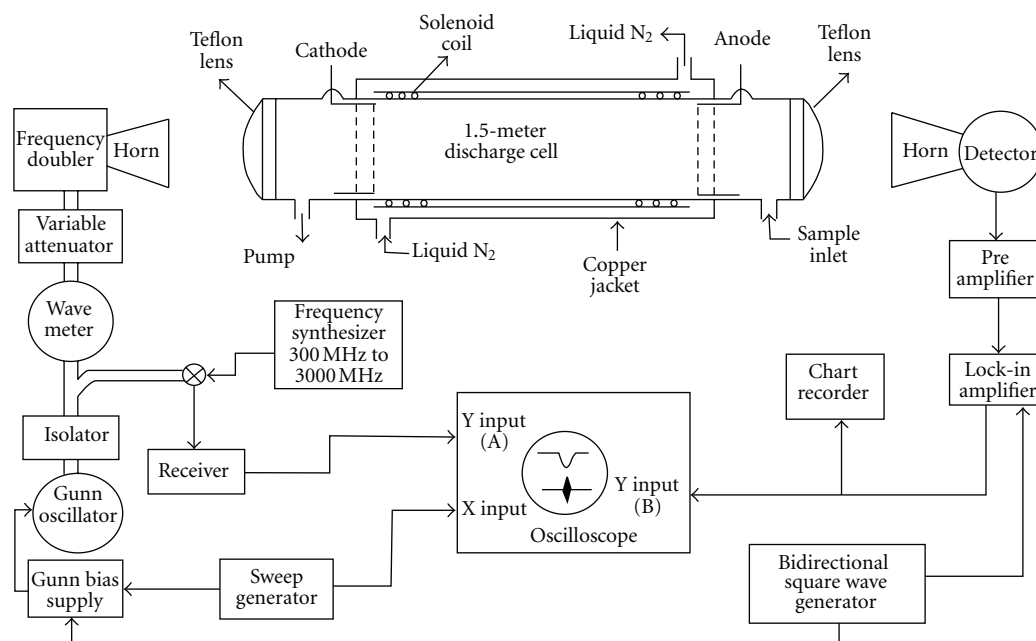 Solenoid
coil
Teflon
lens
Cathode
Liquid N2
Anode
Teflon
lens
Frequency
doubler
Horn
1.5-meter
discharge cell
Horn
Detector
Variable
attenuator
Pump
Liquid N2
Copper
jacket
Sample
inlet
Pre
amplifier
Wave
meter
Frequency
synthesizer
300 MHz to
3000 MHz
Chart
recorder
Lock-in
amplifier
Isolator
Receiver
Y input
(A)
Y input
(B)
X input
Oscilloscope
Gunn
oscillator
Gunn bias
supply
Sweep
generator
Bidirectional
square wave
generator